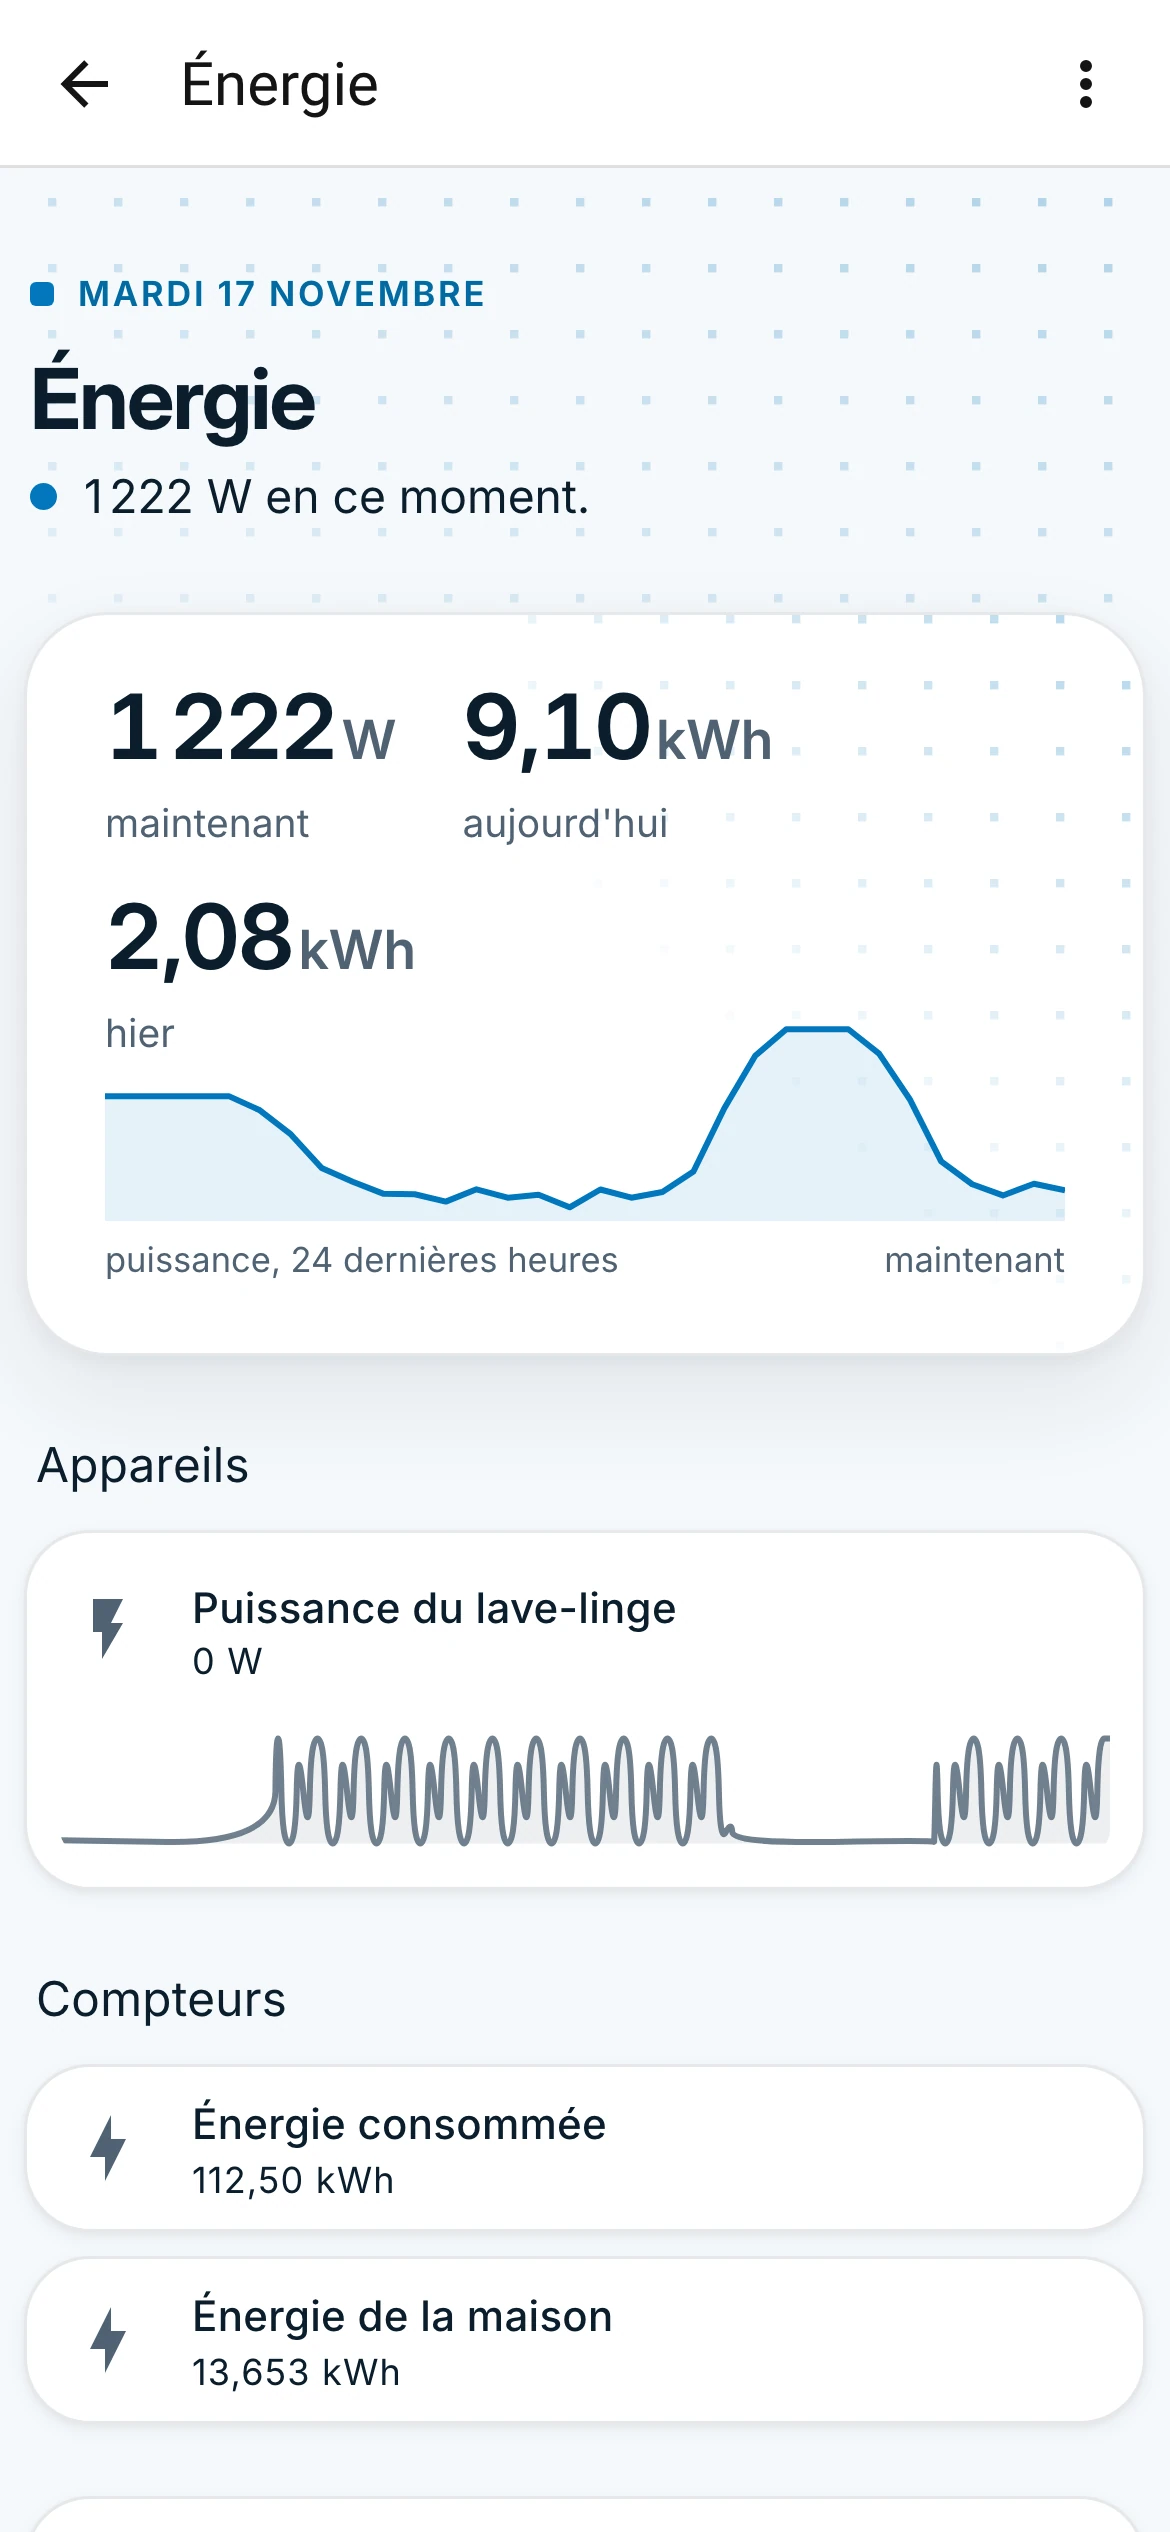 Énergie
MARDI 17 NOVEMBRE
Énergie
1 222 W en ce moment.
1 222 W
maintenant
9,10 kWh
aujourd'hui
2,08 kWh
hier
puissance, 24 dernières heures
maintenant
Appareils
Puissance du lave-linge
0 W
Compteurs
Énergie consommée
112,50 kWh
Énergie de la maison
13,653 kWh